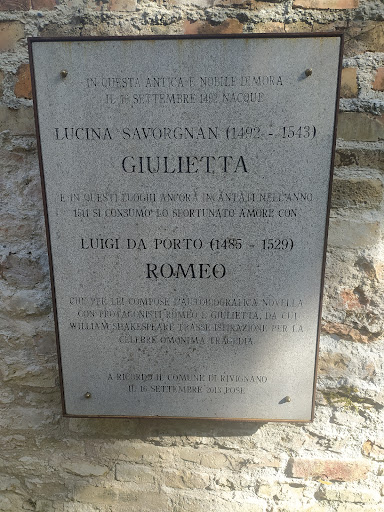 IN QUESTA ANTICA E NOBILE DIMORA
IL 16 SETTEMBRE 1492 NACQUE
LUCINA SAVORGNAN (1492 - 1543)
GIULIETTA
E IN QUESTI LUOGHI ANCORA INCANTATI NELL'ANNO
1511 SI CONSUMO' LO SFORTUNATO AMORE CON
LUIGI DA PORTO (1485 - 1529)
ROMEO
CHE PER LEI COMPOSE L'AUTOBIOGRAFICA NOVELLA
CON PROTAGONISTI ROMEO E GIULIETTA, DA CUI
WILLIAM SHAKESPEARE TRASSE ISPIRAZIONE PER LA
CELEBRE OMONIMA TRAGEDIA
A RICORDO IL COMUNE DI RIVIGNANO
IL 16 SETTEMBRE 2013 POSE